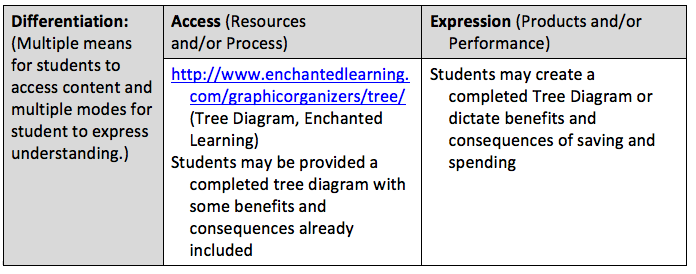 Differentiation:
(Multiple means
for students to
access content and
multiple modes for
student to express
understanding.)
Access (Resources
and/or Process)
Expression (Products and/or
Performance)
http://www.enchantedlearning.
com/graphicorganizers/tree/
(Tree Diagram, Enchanted
Learning)
Students may be provided a
completed tree diagram with
some benefits and
consequences already
included
Students may create a
completed Tree Diagram or
dictate benefits and
consequences of saving and
spending